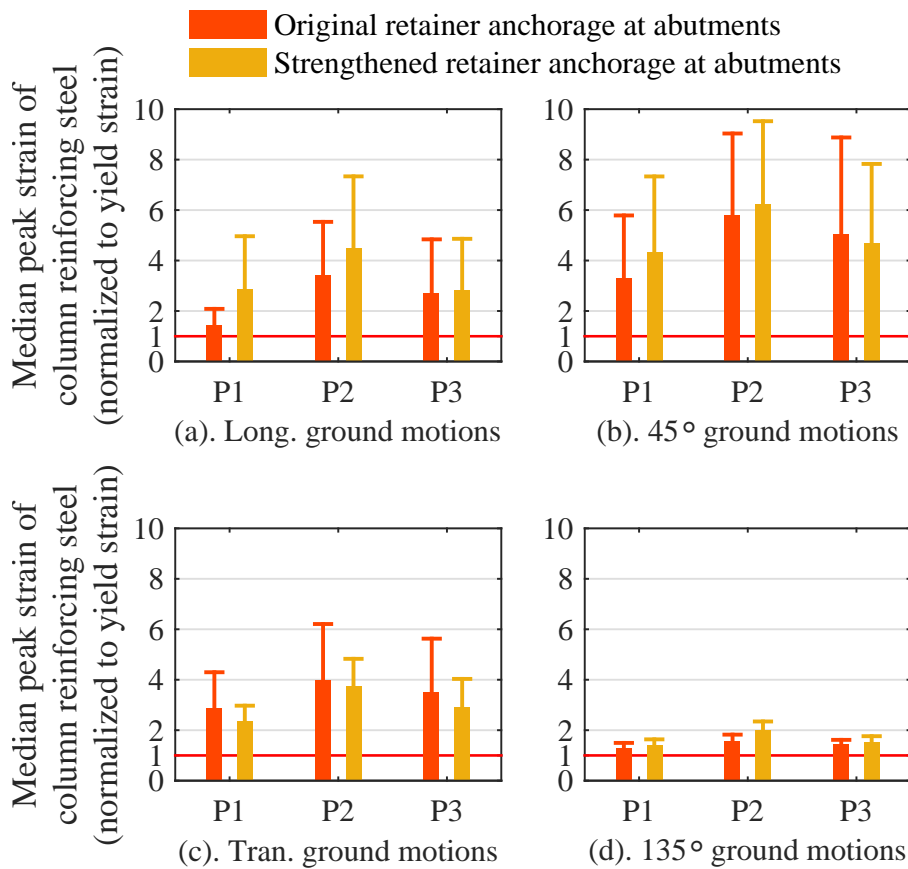 Original retainer anchorage at abutments
Strengthened retainer anchorage at abutments
Median peak strain of
column reinforcing steel
(normalized to yield strain)
10
8
6
4
2
1
0
P1 P2 P3
(a). Long. ground motions
10
8
6
4
2
1
0
P1 P2 P3
(b). 45° ground motions
Median peak strain of
column reinforcing steel
(normalized to yield strain)
10
8
6
4
2
1
0
P1 P2 P3
(c). Tran. ground motions
10
8
6
4
2
1
0
P1 P2 P3
(d). 135° ground motions